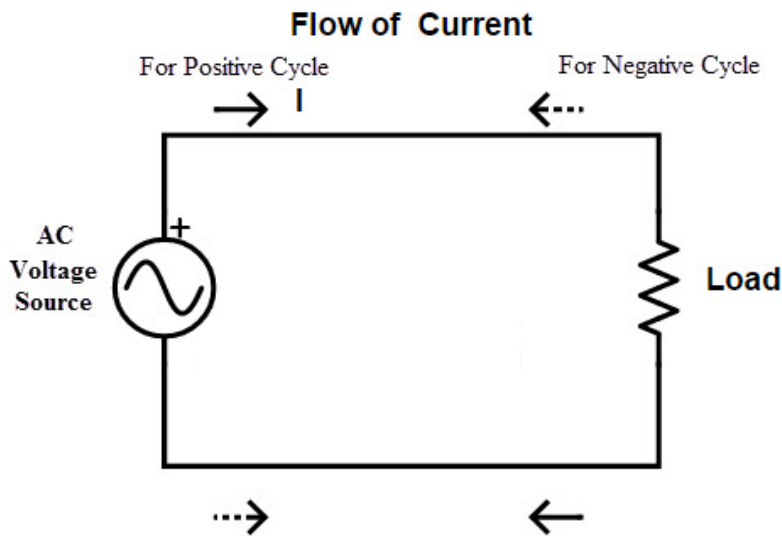 Flow of Current
For Positive Cycle
For Negative Cycle
I
+
AC
Voltage
Source
Load